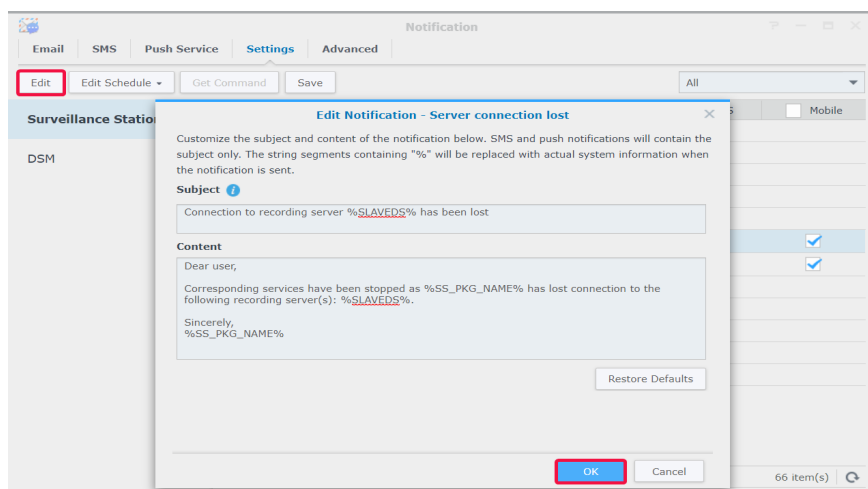 Notification
Email SMS Push Service Settings Advanced
Edit Edit Schedule Get Command Save All
Surveillance Statio
Mobile
DSM
Edit Notification - Server connection lost
Customize the subject and content of the notification below. SMS and push notifications will contain the
subject only. The string segments containing "%" will be replaced with actual system information when
the notification is sent.
Subject
Connection to recording server %SLAVEDS% has been lost
Content
Dear user,
Corresponding services have been stopped as %SS_PKG_NAME% has lost connection to the
following recording server(s): %SLAVEDS%.
Sincerely,
%SS_PKG_NAME%
Restore Defaults
OK Cancel
66 item(s)